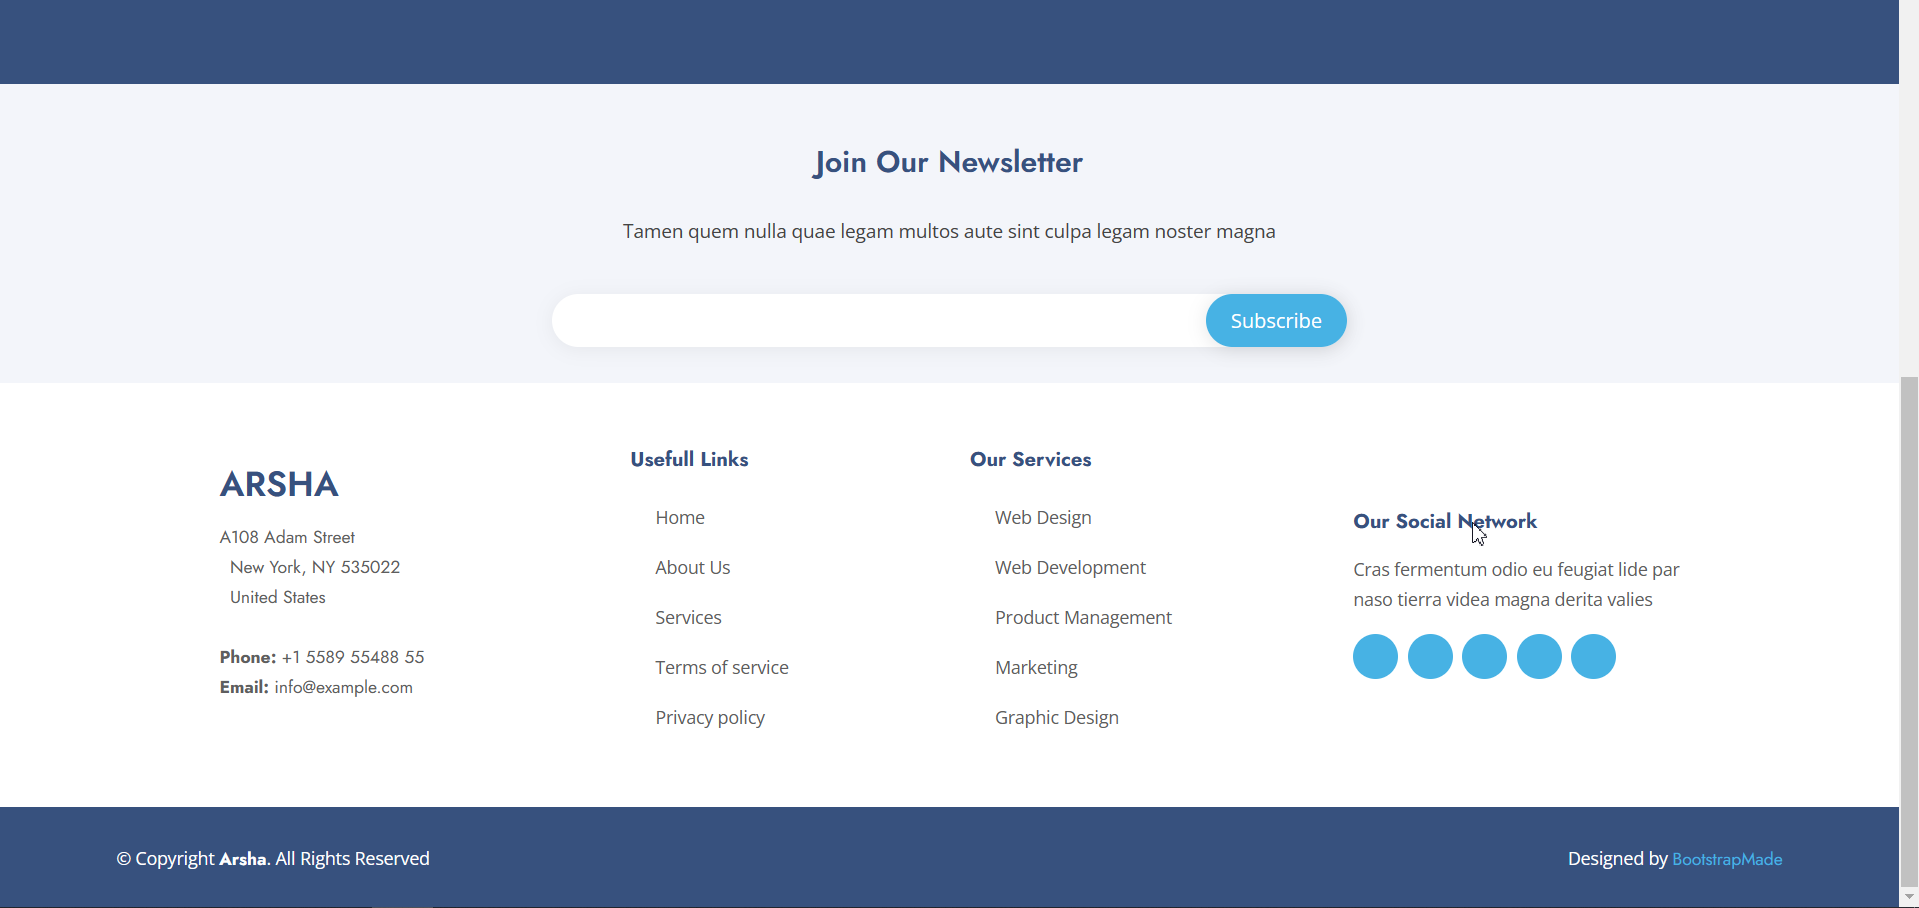 Join Our Newsletter
Tamen quem nulla quae legam multos aute sint culpa legam noster magna
Subscribe
ARSHA
A108 Adam Street
New York, NY 535022
United States
Phone: +1 5589 55488 55
Email: info@example.com
Usefull Links
Home
About Us
Services
Terms of service
Privacy policy
Our Services
Web Design
Web Development
Product Management
Marketing
Graphic Design
Our Social Network
Cras fermentum odio eu feugiat lide par
naso tierra videa magna derita valies
© Copyright Arsha. All Rights Reserved
Designed by BootstrapMade